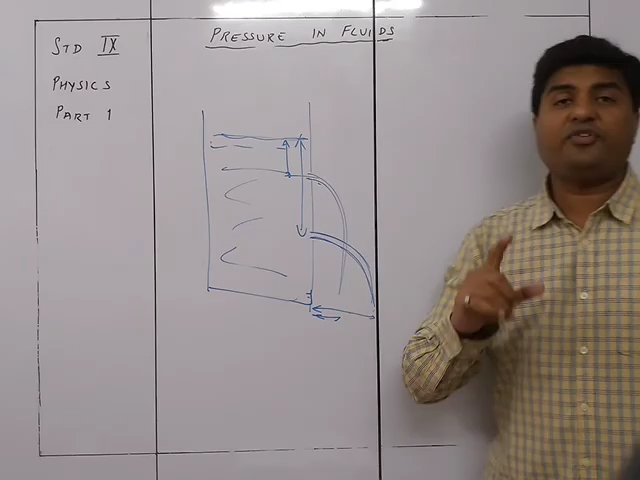 STD IX
PHYSICS
PART 1
PRESSURE IN FLUIDS